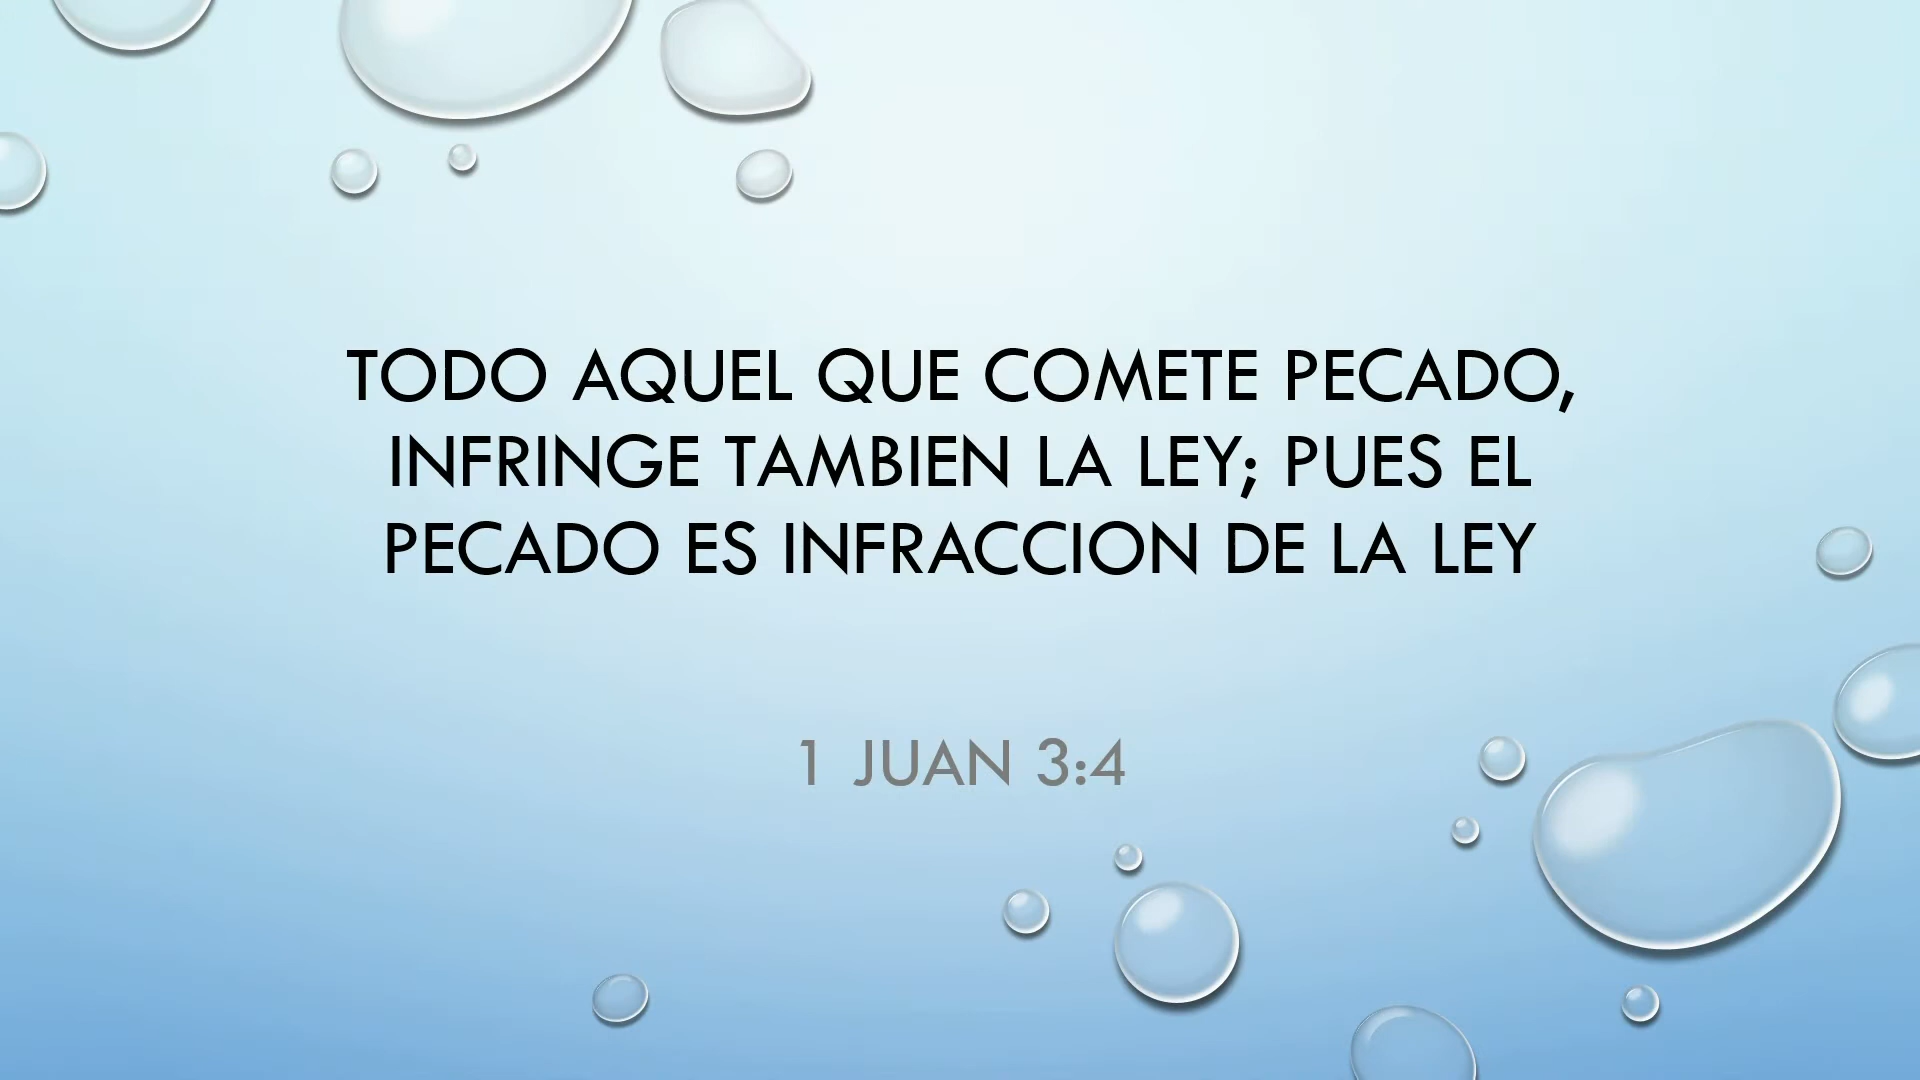 TODO AQUEL QUE COMETE PECADO,
INFRINGE TAMBIEN LA LEY; PUES EL
PECADO ES INFRACCION DE LA LEY
1 JUAN 3:4